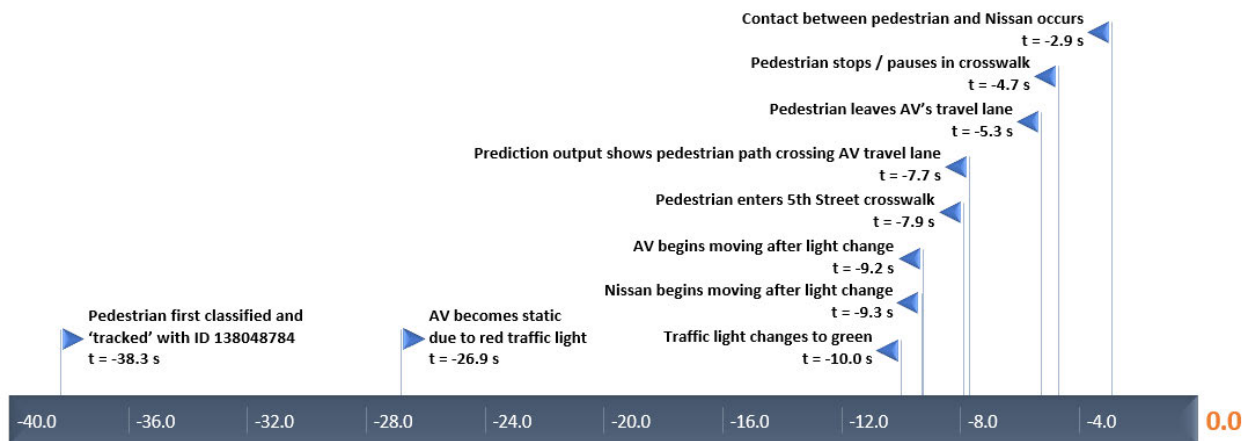 Contact between pedestrian and Nissan occurs
t = -2.9 s
Pedestrian stops / pauses in crosswalk
t = -4.7 s
Pedestrian leaves AV's travel lane
t = -5.3 s
Prediction output shows pedestrian path crossing AV travel lane
t = -7.7 s
Pedestrian enters 5th Street crosswalk
t = -7.9 s
AV begins moving after light change
t = -9.2 s
Nissan begins moving after light change
t = -9.3 s
Traffic light changes to green
t = -10.0 s
Pedestrian first classified and
‘tracked’ with ID 138048784
t = -38.3 s
AV becomes static
due to red traffic light
t = -26.9 s
-40.0 -36.0 -32.0 -28.0 -24.0 -20.0 -16.0 -12.0 -8.0 -4.0 0.0